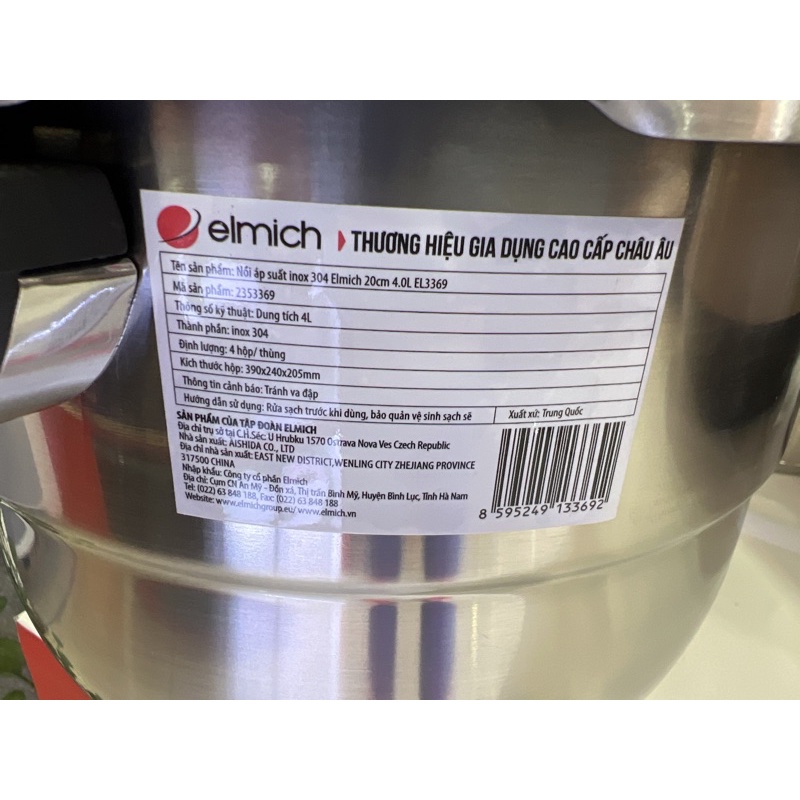 elmich THƯƠNG HIỆU GIA DỤNG CAO CẤP CHÂU ÂU
Tên sản phẩm: Nồi áp suất inox 304 Elmich 20cm 4.0L EL3369
Mã sản phẩm: 2353369
Thông số kỹ thuật: Dung tích 4L
Thành phần: inox 304
Định lượng: 4 hộp/ thùng
Kích thước hộp: 390x240x205mm
Thông tin cảnh báo: Tránh va đập
Hướng dẫn sử dụng: Rửa sạch trước khi dùng, bảo quản vệ sinh sạch sẽ
Xuất xứ: Trung Quốc
SẢN PHẨM CỦA TẬP ĐOÀN ELMICH
Địa chỉ trụ sở tại C.H.Séc: U Hrubku 1570 Ostrava Nova Ves Czech Republic
Nhà sản xuất: AISHIDA CO., LTD
Địa chỉ nhà sản xuất: EAST NEW DISTRICT,WENLING CITY ZHEJIANG PROVINCE
317500 CHINA
Nhập khẩu: Công ty cổ phần Elmich
Địa chỉ: Cụm CN An Mỹ - Đồn xá, Thị trấn Bình Mỹ, Huyện Bình Lục, Tỉnh Hà Nam
Tel: (022) 63 848 188, Fax: (022) 63 848 188
Website: www.elmichgroup.eu/ www.elmich.vn
8 595249 133692